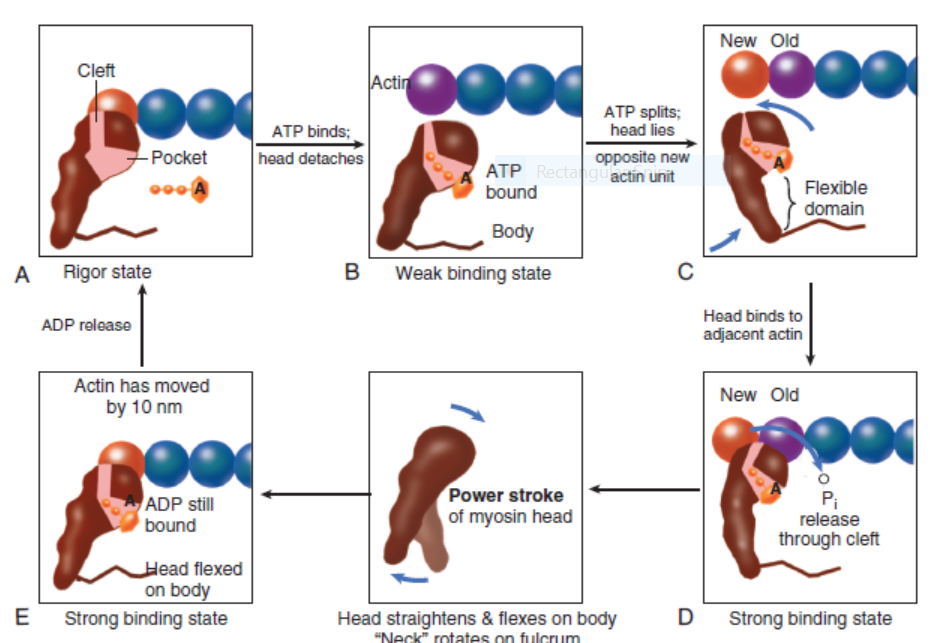 Cleft
Pocket
A
A
Rigor state
ATP binds;
head detaches
Actin
A
ATP
bound
Body
B
Weak binding state
ATP splits;
head lies
opposite new
actin unit
New Old
A
Flexible
domain
C
Head binds to
adjacent actin
New Old
A
Pi
release
through cleft
D
Strong binding state
Power stroke
of myosin head
Head straightens & flexes on body
"Neck" rotates on fulcrum
Actin has moved
by 10 nm
A
ADP still
bound
Head flexed
on body
E
Strong binding state
ADP release